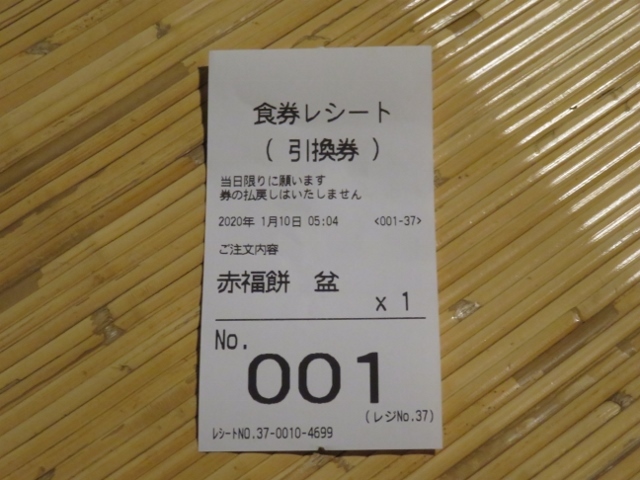 食券レシート
( 引換券 )
当日限りに願います
券の払戻しはいたしません
2020年 1月10日 05:04 <001-37>
ご注文内容
赤福餅 盆
x 1
No.
001
(レジNo.37)
レシートNO.37-0010-4699